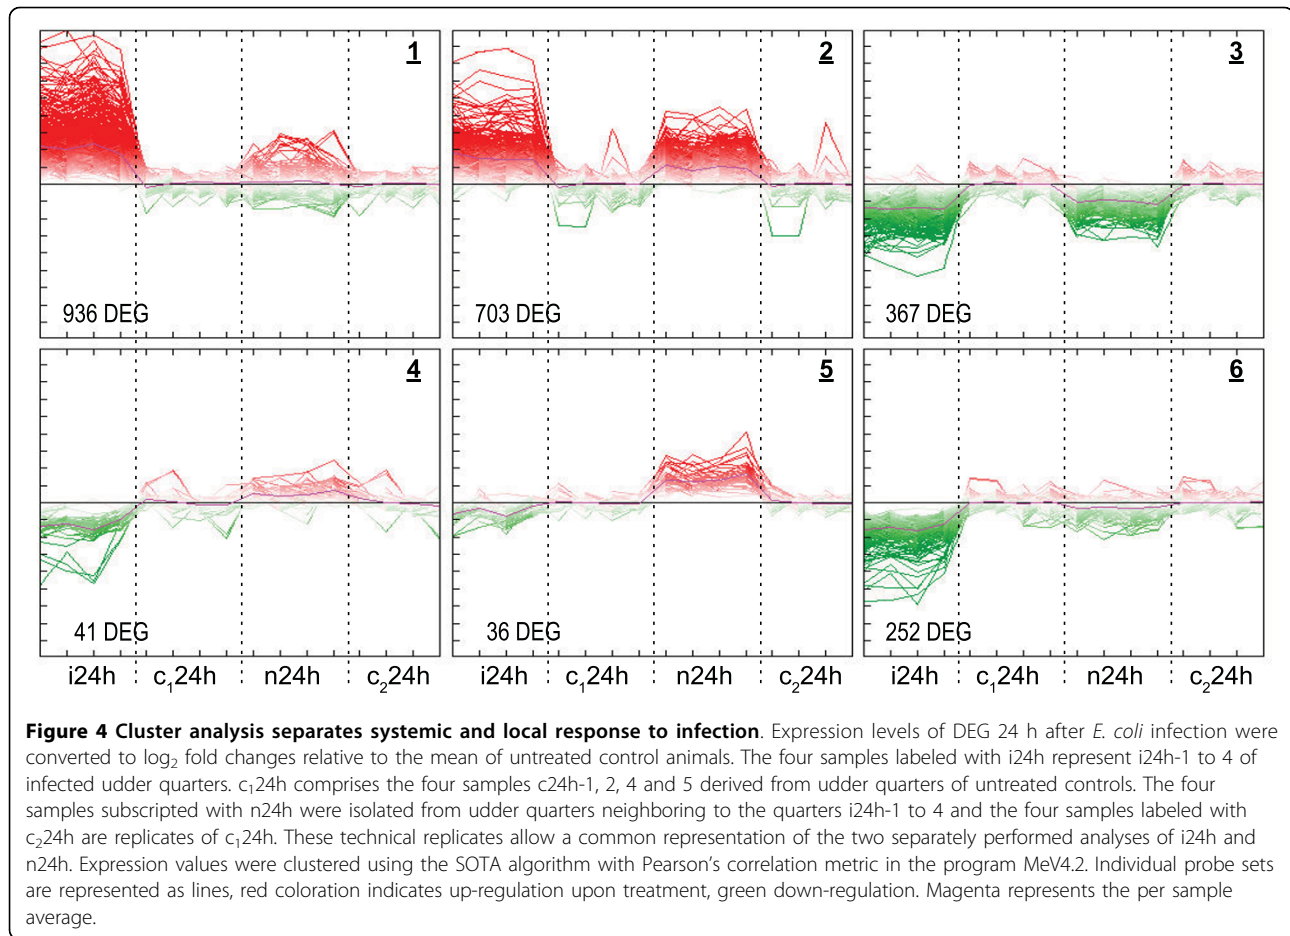 1
2
3
936 DEG
703 DEG
367 DEG
4
5
6
41 DEG
36 DEG
252 DEG
i24h c₁24h n24h c₂24h i24h c₁24h n24h c₂24h i24h c₁24h n24h c₂24h
Figure 4 Cluster analysis separates systemic and local response to infection. Expression levels of DEG 24 h after E. coli infection were
converted to log₂ fold changes relative to the mean of untreated control animals. The four samples labeled with i24h represent i24h-1 to 4 of
infected udder quarters. c₁24h comprises the four samples c24h-1, 2, 4 and 5 derived from udder quarters of untreated controls. The four
samples subscripted with n24h were isolated from udder quarters neighboring to the quarters i24h-1 to 4 and the four samples labeled with
c₂24h are replicates of c₁24h. These technical replicates allow a common representation of the two separately performed analyses of i24h and
n24h. Expression values were clustered using the SOTA algorithm with Pearson's correlation metric in the program MeV4.2. Individual probe sets
are represented as lines, red coloration indicates up-regulation upon treatment, green down-regulation. Magenta represents the per sample
average.